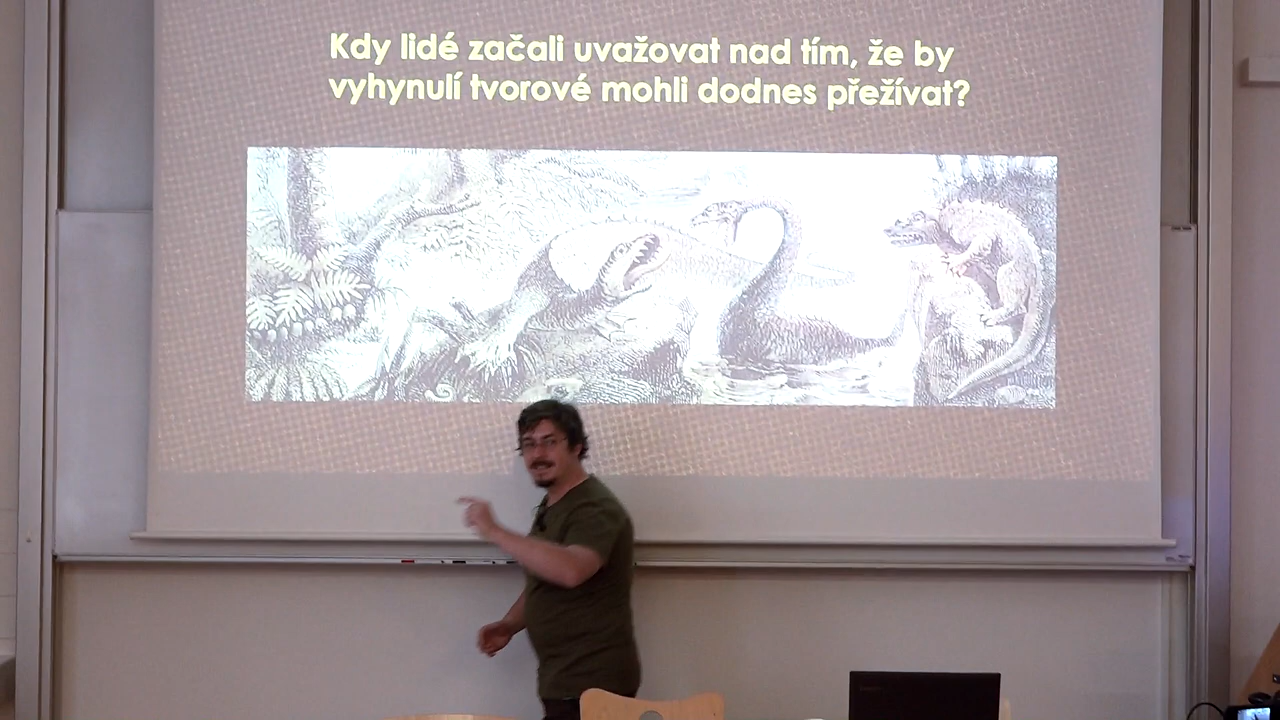 Kdy lidé začali uvažovat nad tím, že by
vyhynulí tvorové mohli dodnes přežívat?